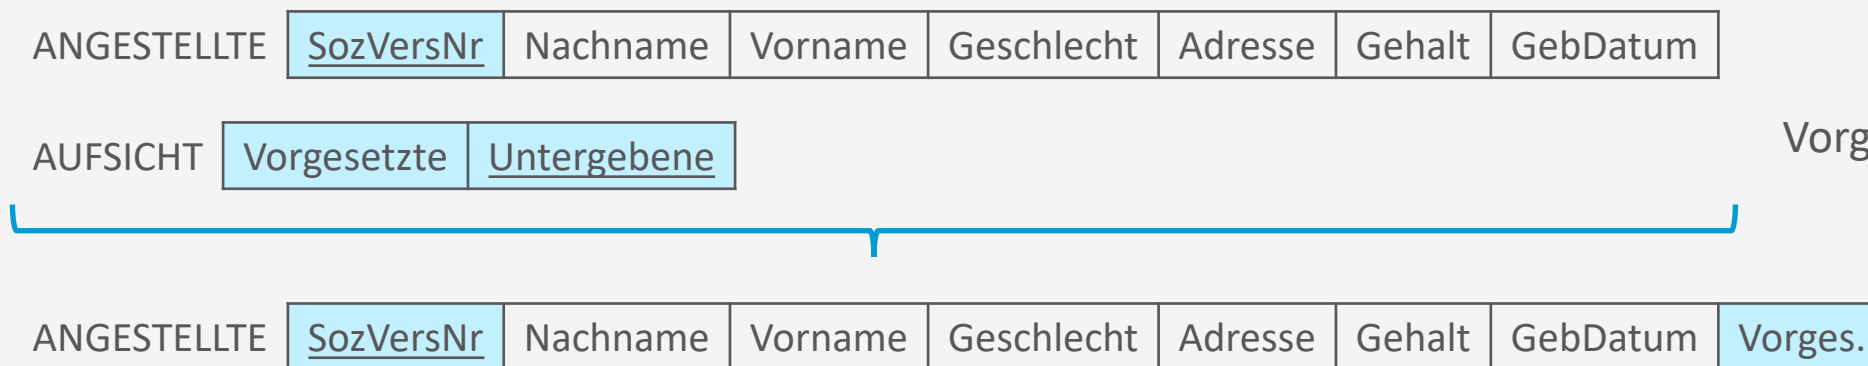 ANGESTELLTE SozVersNr Nachname Vorname Geschlecht Adresse Gehalt GebDatum
AUFSICHT Vorgesetzte Untergebene
Vorg
ANGESTELLTE SozVersNr Nachname Vorname Geschlecht Adresse Gehalt GebDatum Vorges.